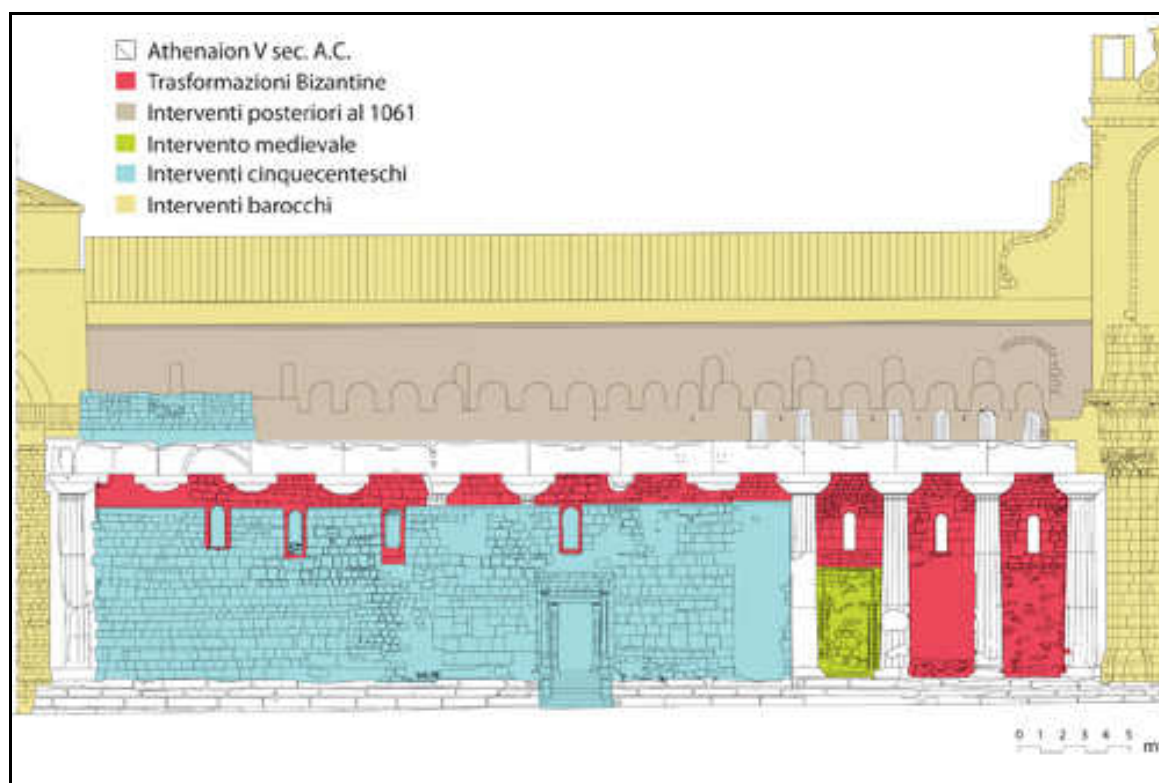 Athenaion V sec. A.C.
Trasformazioni Bizantine
Interventi posteriori al 1061
Intervento medievale
Interventi cinquecenteschi
Interventi barocchi
0 1 2 3 4 5 m